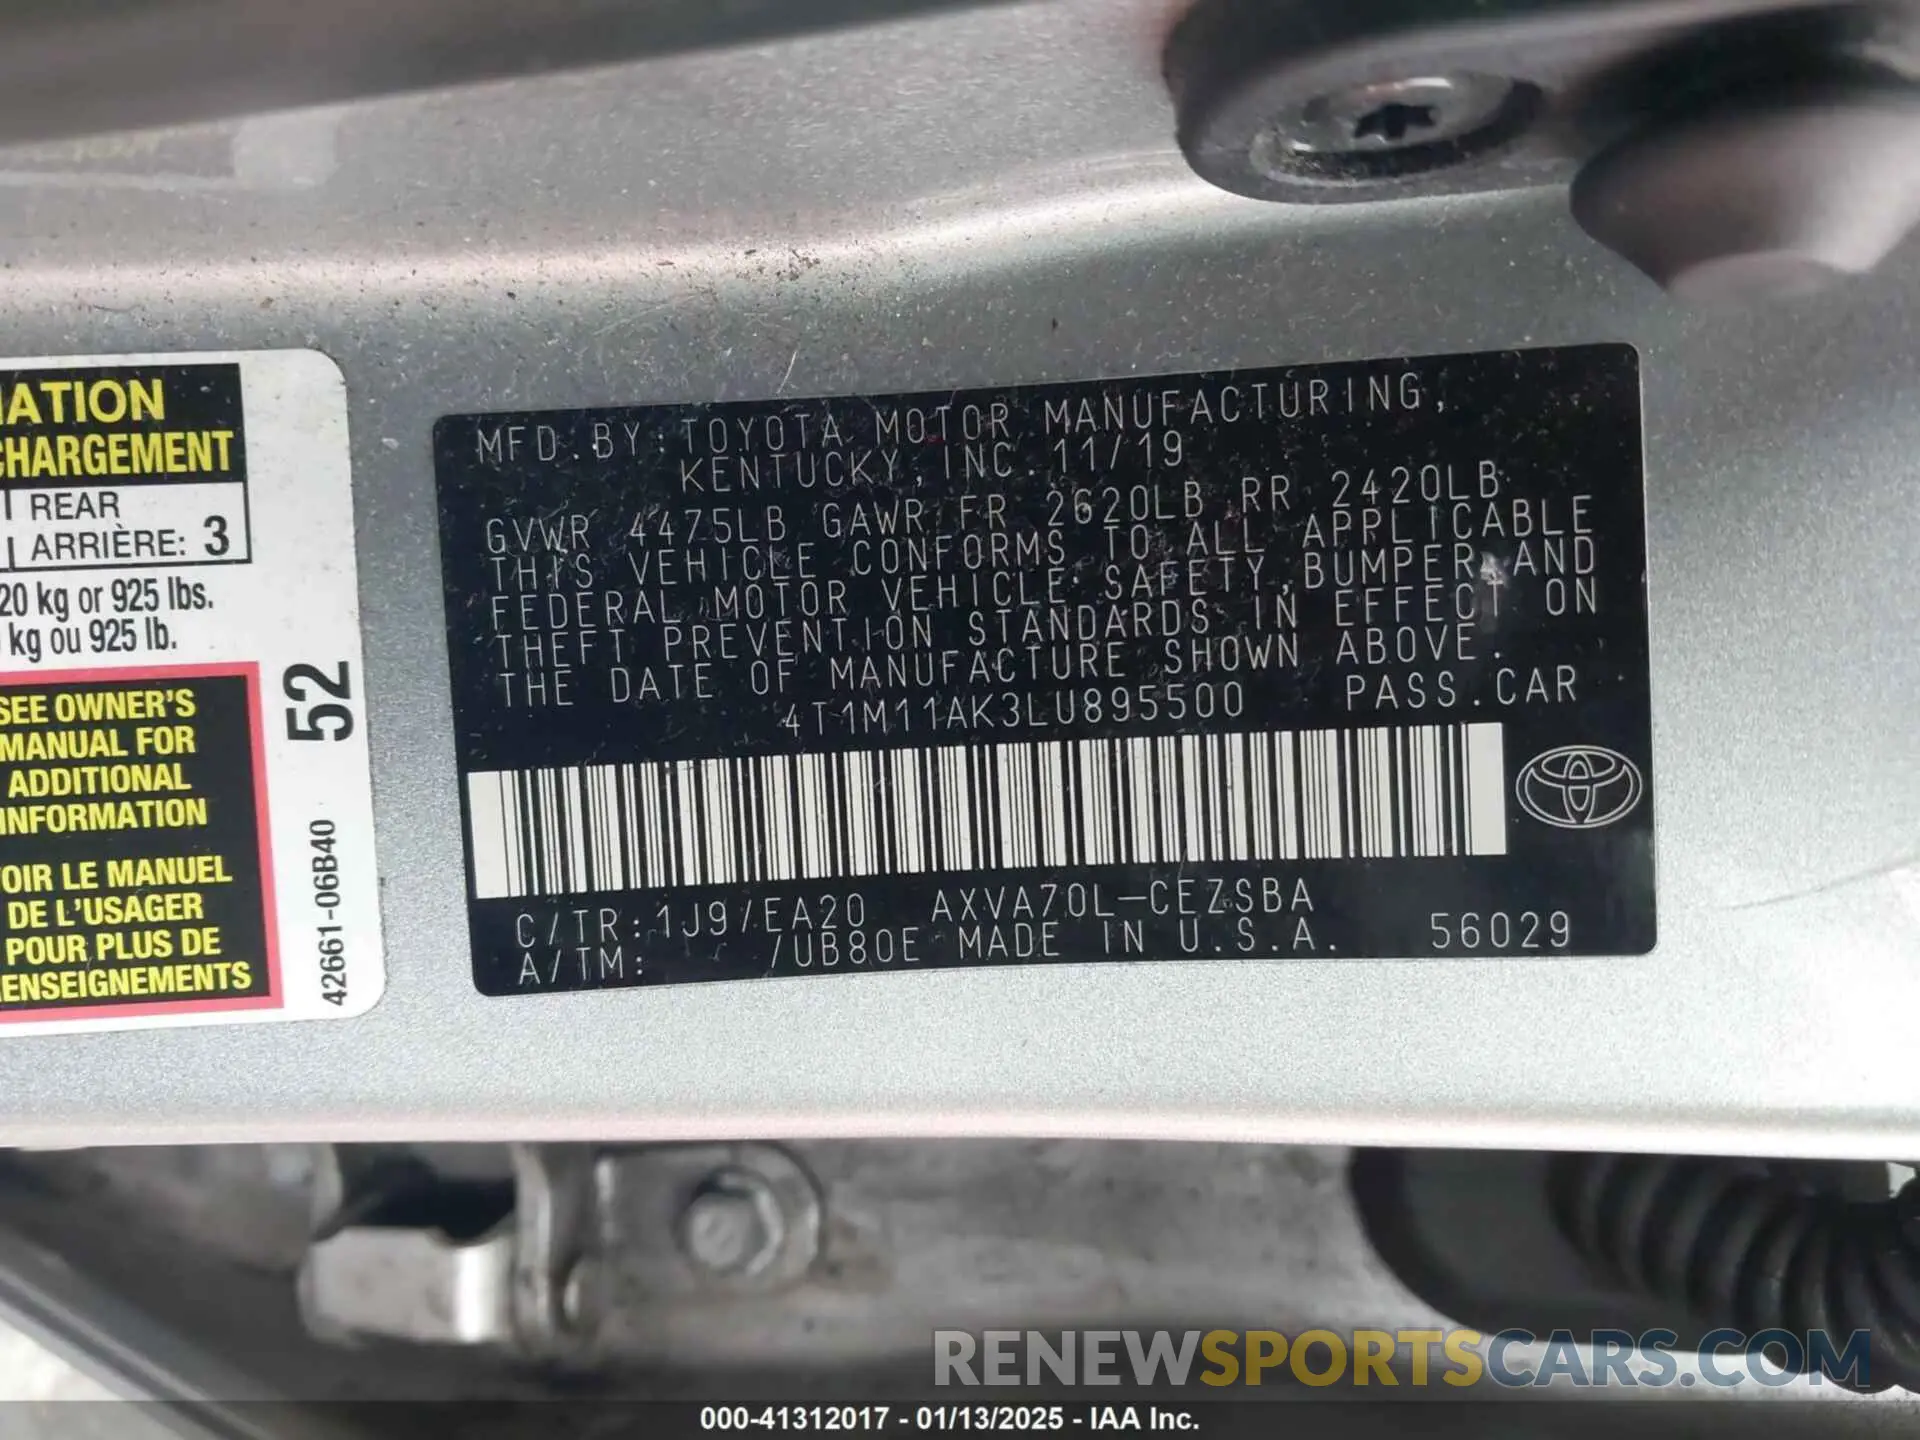 MATION
CHARGEMENT
REAR
ARRIÈRE: 3
20 kg or 925 lbs.
kg ou 925 lb.
SEE OWNER'S
MANUAL FOR
ADDITIONAL
INFORMATION
VOIR LE MANUEL
DE L'USAGER
POUR PLUS DE
RENSEIGNEMENTS
52
42661-06B40
MFD. BY: TOYOTA MOTOR MANUFACTURING,
KENTUCKY, INC. 11/19
GVWR 4475LB GAWR FR 2620LB RR 2420LB
THIS VEHICLE CONFORMS TO ALL APPLICABLE
FEDERAL MOTOR VEHICLE SAFETY, BUMPER, AND
THEFT PREVENTION STANDARDS IN EFFECT ON
THE DATE OF MANUFACTURE SHOWN ABOVE.
4T1M11AK3LU895500 PASS. CAR
C/TR: 1J9/EA20 AXVA70L-CEZSBA
A/TM: /UB80E MADE IN U.S.A. 56029
RENEWSPORTSCARS.COM
000-41312017 - 01/13/2025 - IAA Inc.